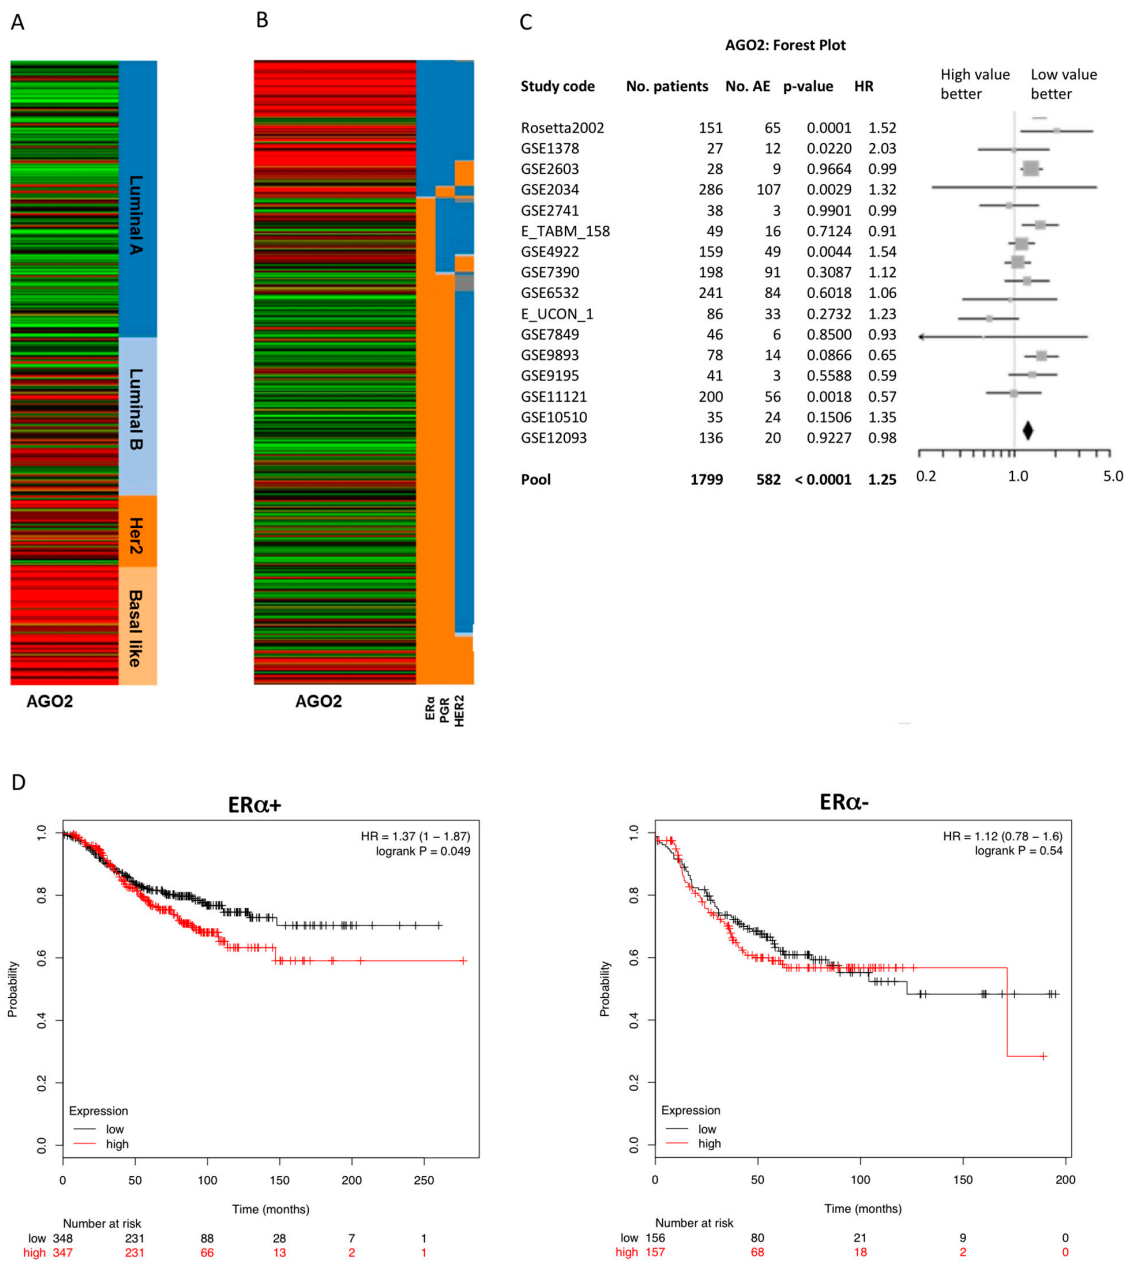 A
B
C
Luminal A
Luminal B
Her2
Basal like
AGO2
AGO2
ERα
PGR
HER2
AGO2: Forest Plot
Study code No. patients No. AE p-value HR
High value better
Low value better
Rosetta2002 151 65 0.0001 1.52
GSE1378 27 12 0.0220 2.03
GSE2603 28 9 0.9664 0.99
GSE2034 286 107 0.0029 1.32
GSE2741 38 3 0.9901 0.99
E_TABM_158 49 16 0.7124 0.91
GSE4922 159 49 0.0044 1.54
GSE7390 198 91 0.3087 1.12
GSE6532 241 84 0.6018 1.06
E_UCON_1 86 33 0.2732 1.23
GSE7849 46 6 0.8500 0.93
GSE9893 78 14 0.0866 0.65
GSE9195 41 3 0.5588 0.59
GSE11121 200 56 0.0018 0.57
GSE10510 35 24 0.1506 1.35
GSE12093 136 20 0.9227 0.98
Pool 1799 582 < 0.0001 1.25
0.2 1.0 5.0
D
ERα+
HR = 1.37 (1 − 1.87)
logrank P = 0.049
Probability
1.0
0.8
0.6
0.4
0.2
0.0
Expression
low
high
0 50 100 150 200 250
Time (months)
Number at risk
low 348 231 88 28 7 1
high 347 231 66 13 2 1
ERα-
HR = 1.12 (0.78 − 1.6)
logrank P = 0.54
Probability
1.0
0.8
0.6
0.4
0.2
0.0
Expression
low
high
0 50 100 150 200
Time (months)
Number at risk
low 156 80 21 9 0
high 157 68 18 2 0